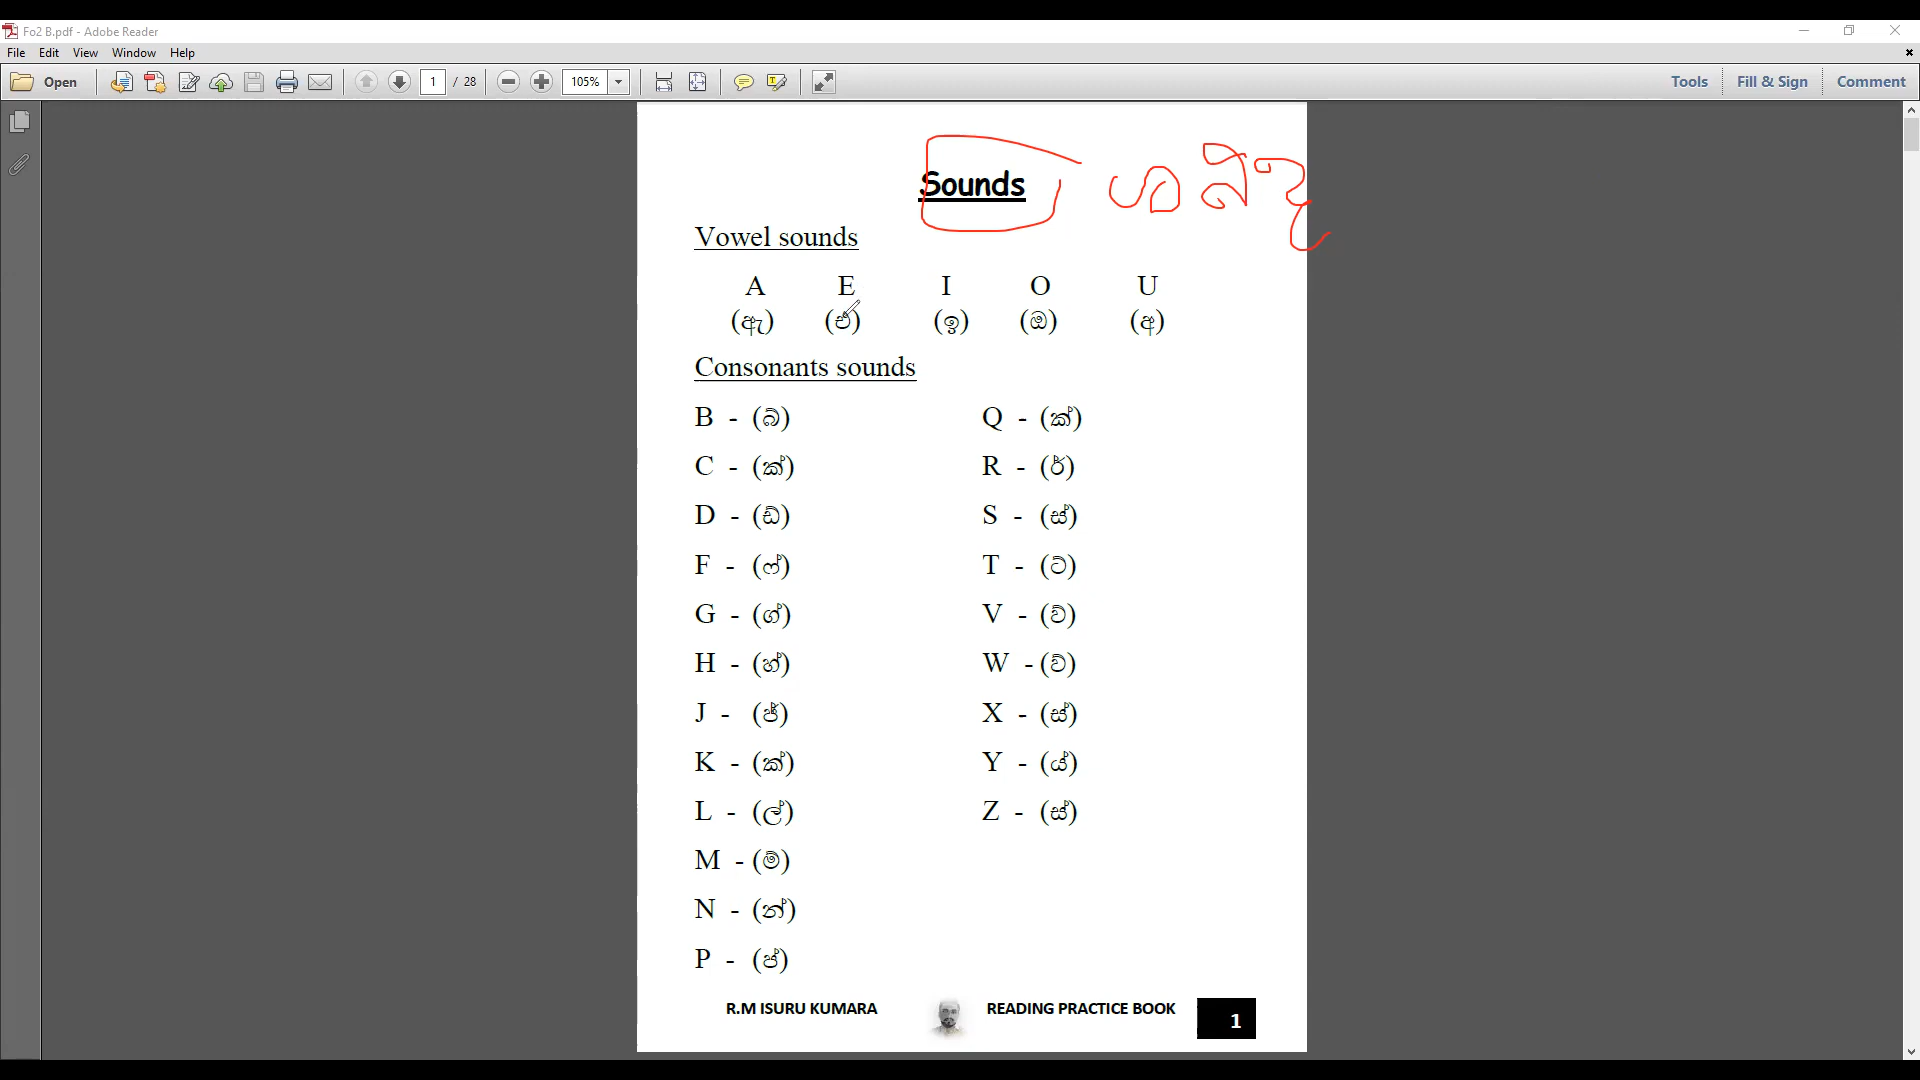 Fo2 B.pdf - Adobe Reader
File Edit View Window Help
Open 1 / 28 105% Tools Fill & Sign Comment
Sounds ශබ්ද
Vowel sounds
A E I O U
(ඇ) (එ) (ඉ) (ඔ) (අ)
Consonants sounds
B - (බ්) Q - (ක්)
C - (ක්) R - (ර්)
D - (ඩ්) S - (ස්)
F - (ෆ්) T - (ට්)
G - (ග්) V - (ව්)
H - (හ්) W - (ව්)
J - (ජ්) X - (ස්)
K - (ක්) Y - (ය්)
L - (ල්) Z - (ස්)
M - (ම්)
N - (න්)
P - (ප්)
R.M ISURU KUMARA READING PRACTICE BOOK 1